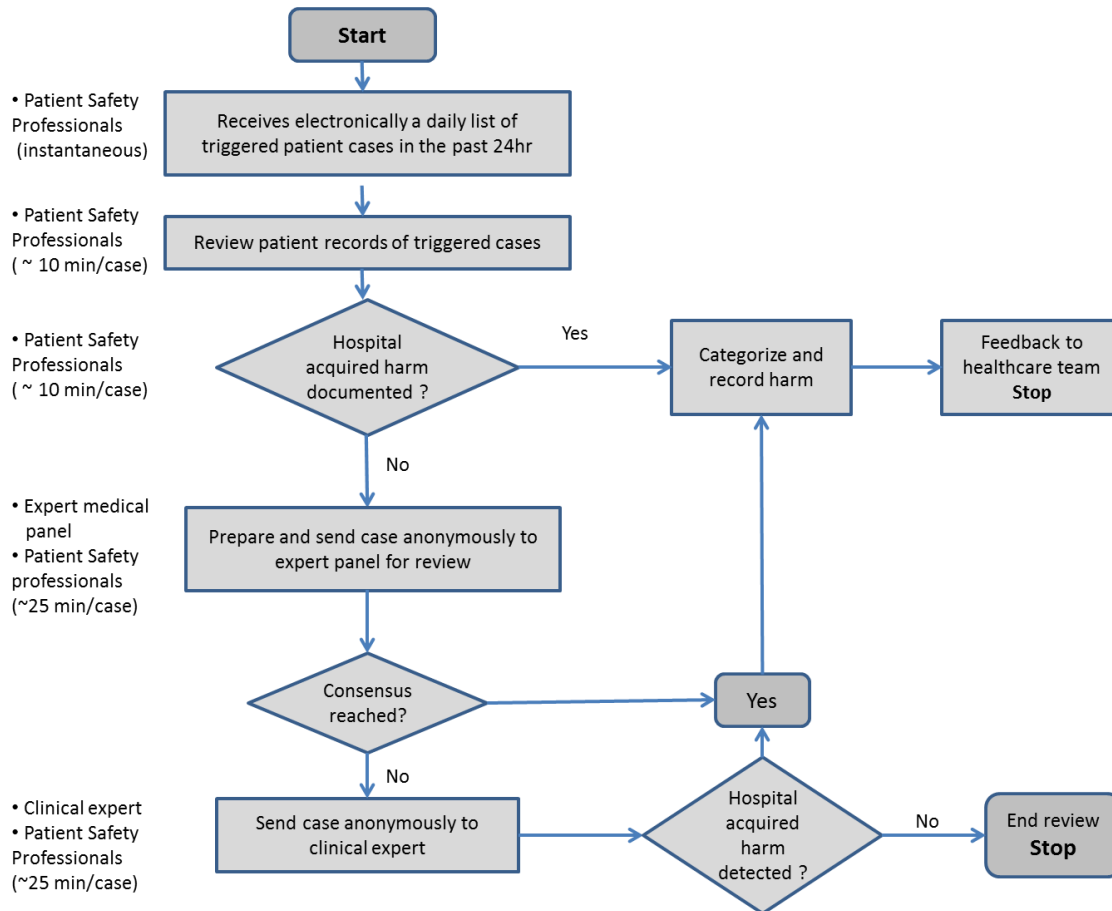 Start
• Patient Safety
Professionals
(instantaneous)
Receives electronically a daily list of
triggered patient cases in the past 24hr
• Patient Safety
Professionals
( ~ 10 min/case)
Review patient records of triggered cases
• Patient Safety
Professionals
( ~ 10 min/case)
Hospital
acquired harm
documented ?
Yes
Categorize and
record harm
Feedback to
healthcare team
Stop
No
• Expert medical
panel
• Patient Safety
professionals
(~25 min/case)
Prepare and send case anonymously to
expert panel for review
Consensus
reached?
Yes
No
• Clinical expert
• Patient Safety
Professionals
(~25 min/case)
Send case anonymously to
clinical expert
Hospital
acquired
harm
detected ?
No
End review
Stop